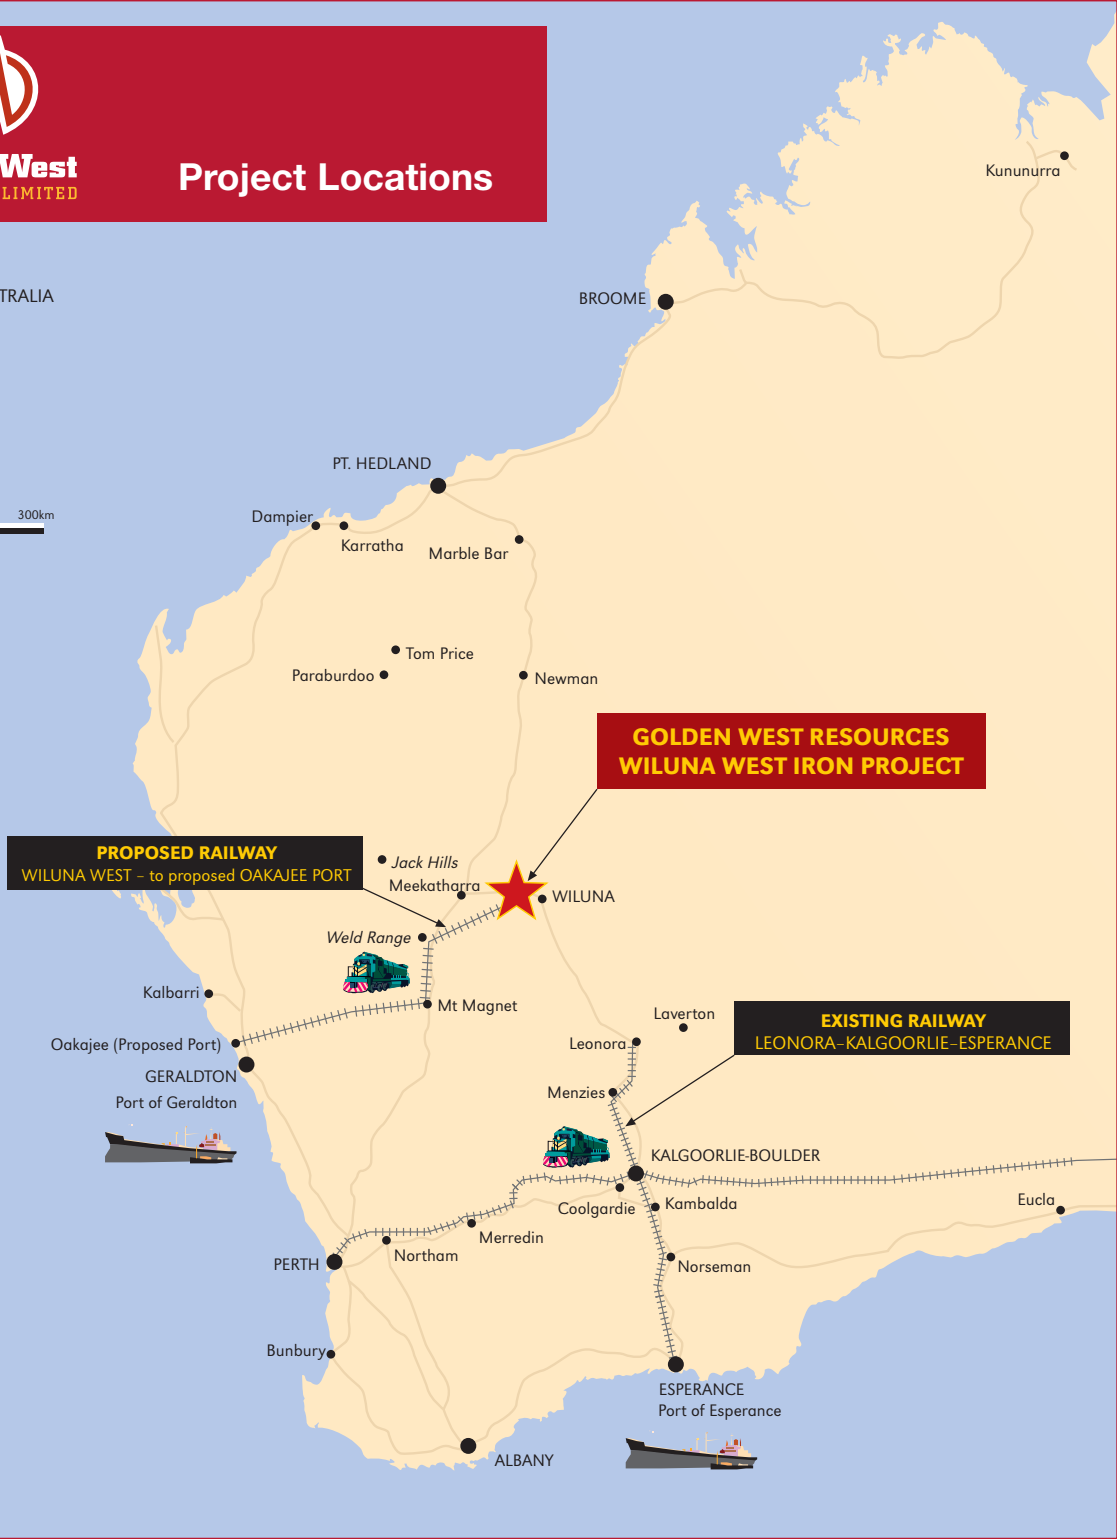 West
LIMITED
Project Locations
Kununurra
TRALIA
BROOME
PT. HEDLAND
300km
Dampier
Karratha
Marble Bar
Tom Price
Paraburdoo
Newman
GOLDEN WEST RESOURCES
WILUNA WEST IRON PROJECT
PROPOSED RAILWAY
WILUNA WEST – to proposed OAKAJEE PORT
Jack Hills
Meekatharra
WILUNA
Weld Range
Kalbarri
Mt Magnet
Laverton
EXISTING RAILWAY
LEONORA–KALGOORLIE–ESPERANCE
Oakajee (Proposed Port)
Leonora
GERALDTON
Port of Geraldton
Menzies
KALGOORLIE-BOULDER
Coolgardie
Kambalda
Eucla
Merredin
Northam
PERTH
Norseman
Bunbury
ESPERANCE
Port of Esperance
ALBANY